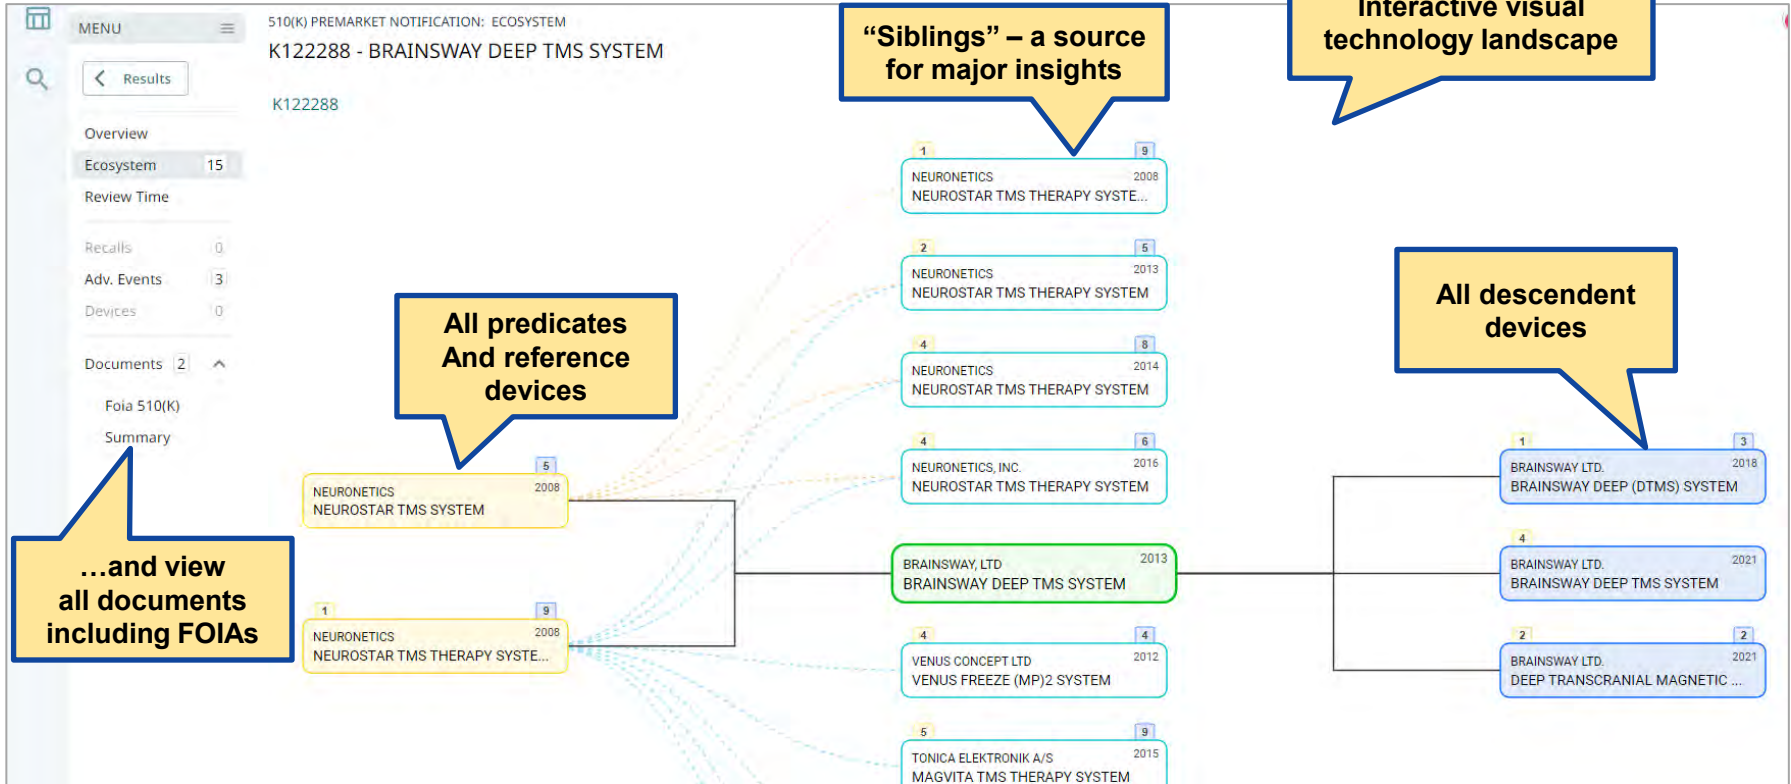 Interactive visual
technology landscape
MENU
510(K) PREMARKET NOTIFICATION: ECOSYSTEM
K122288 - BRAINSWAY DEEP TMS SYSTEM
“Siblings” – a source
for major insights
Results
K122288
Overview
Ecosystem 15
Review Time
Recalls 0
Adv. Events 3
Devices 0
Documents 2
Foia 510(K)
Summary
…and view
all documents
including FOIAs
All predicates
And reference
devices
5
NEURONETICS 2008
NEUROSTAR TMS SYSTEM
1 9
NEURONETICS 2008
NEUROSTAR TMS THERAPY SYSTE...
1 9
NEURONETICS 2008
NEUROSTAR TMS THERAPY SYSTE...
2 5
NEURONETICS 2013
NEUROSTAR TMS THERAPY SYSTEM
4 8
NEURONETICS 2014
NEUROSTAR TMS THERAPY SYSTEM
4 6
NEURONETICS, INC. 2016
NEUROSTAR TMS THERAPY SYSTEM
BRAINSWAY, LTD 2013
BRAINSWAY DEEP TMS SYSTEM
4 4
VENUS CONCEPT LTD 2012
VENUS FREEZE (MP)2 SYSTEM
5 9
TONICA ELEKTRONIK A/S 2015
MAGVITA TMS THERAPY SYSTEM
All descendent
devices
1 3
BRAINSWAY LTD. 2018
BRAINSWAY DEEP (DTMS) SYSTEM
4
BRAINSWAY LTD. 2021
BRAINSWAY DEEP TMS SYSTEM
2 2
BRAINSWAY LTD. 2021
DEEP TRANSCRANIAL MAGNETIC ...